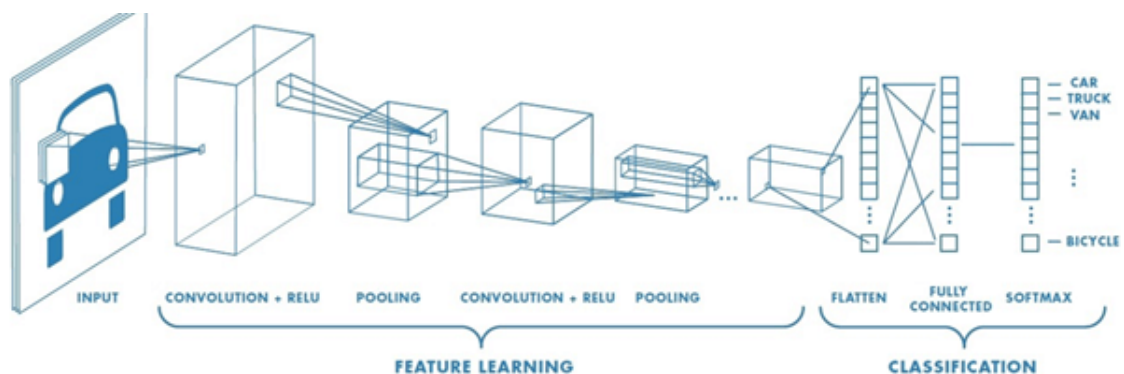 CAR
TRUCK
VAN
BICYCLE
INPUT
CONVOLUTION + RELU
POOLING
CONVOLUTION + RELU
POOLING
FLATTEN
FULLY
CONNECTED
SOFTMAX
FEATURE LEARNING
CLASSIFICATION